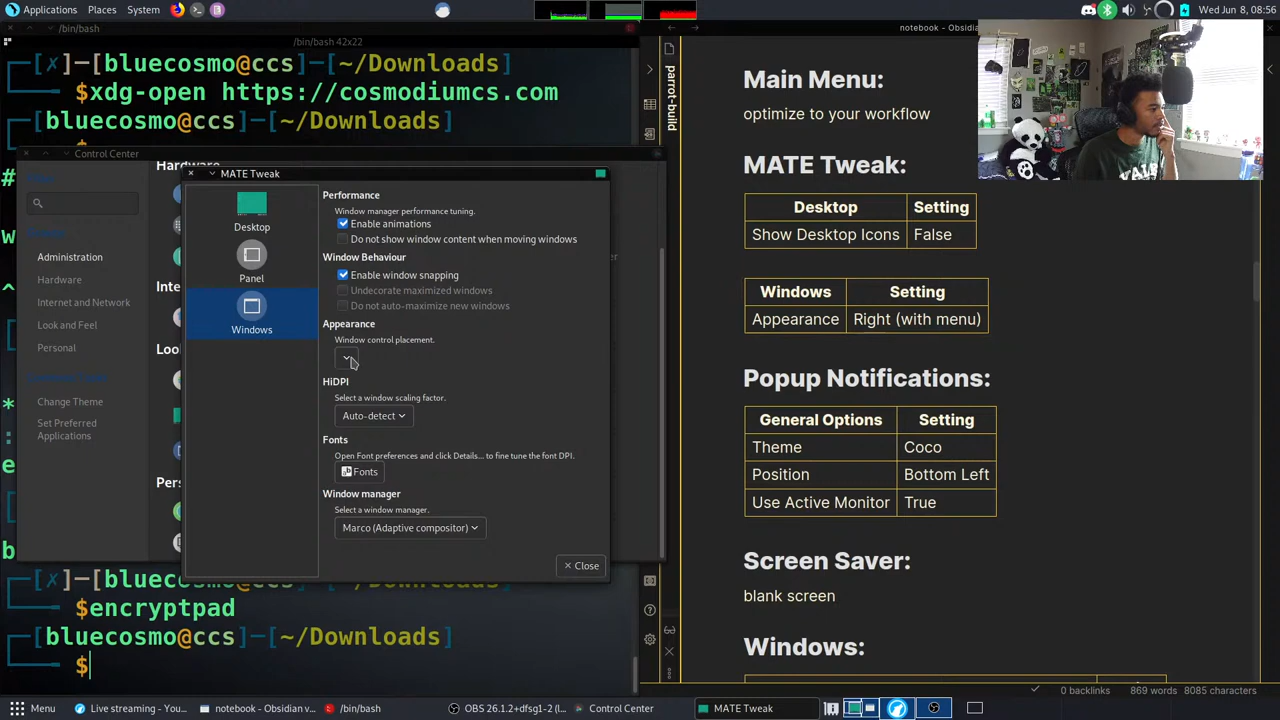 Applications Places System
Wed Jun 8, 08:56
/bin/bash
/bin/bash 42x22
[✗]─[bluecosmo@ccs]─[~/Downloads]
$xdg-open https://cosmodiumcs.com
[bluecosmo@ccs]─[~/Downloads]
$
Control Center
Hardware
Administration
Hardware
Internet and Network
Look and Feel
Personal
Change Theme
Set Preferred
Applications
MATE Tweak
Desktop
Panel
Windows
Performance
Window manager performance tuning.
Enable animations
Do not show window content when moving windows
Window Behaviour
Enable window snapping
Undecorate maximized windows
Do not auto-maximize new windows
Appearance
Window control placement.
HiDPI
Select a window scaling factor.
Auto-detect
Fonts
Open Font preferences and click Details... to fine tune the font DPI.
Fonts
Window manager
Select a window manager.
Marco (Adaptive compositor)
Close
[✗]─[bluecosmo@ccs]─[~/Downloads]
$encryptpad
[bluecosmo@ccs]─[~/Downloads]
$
notebook - Obsidian
parrot-build
Main Menu:
optimize to your workflow
MATE Tweak:
Desktop Setting
Show Desktop Icons False
Windows Setting
Appearance Right (with menu)
Popup Notifications:
General Options Setting
Theme Coco
Position Bottom Left
Use Active Monitor True
Screen Saver:
blank screen
Windows:
0 backlinks 869 words 8085 characters
Menu Live streaming - You... notebook - Obsidian v... /bin/bash OBS 26.1.2+dfsg1-2 (l... Control Center MATE Tweak